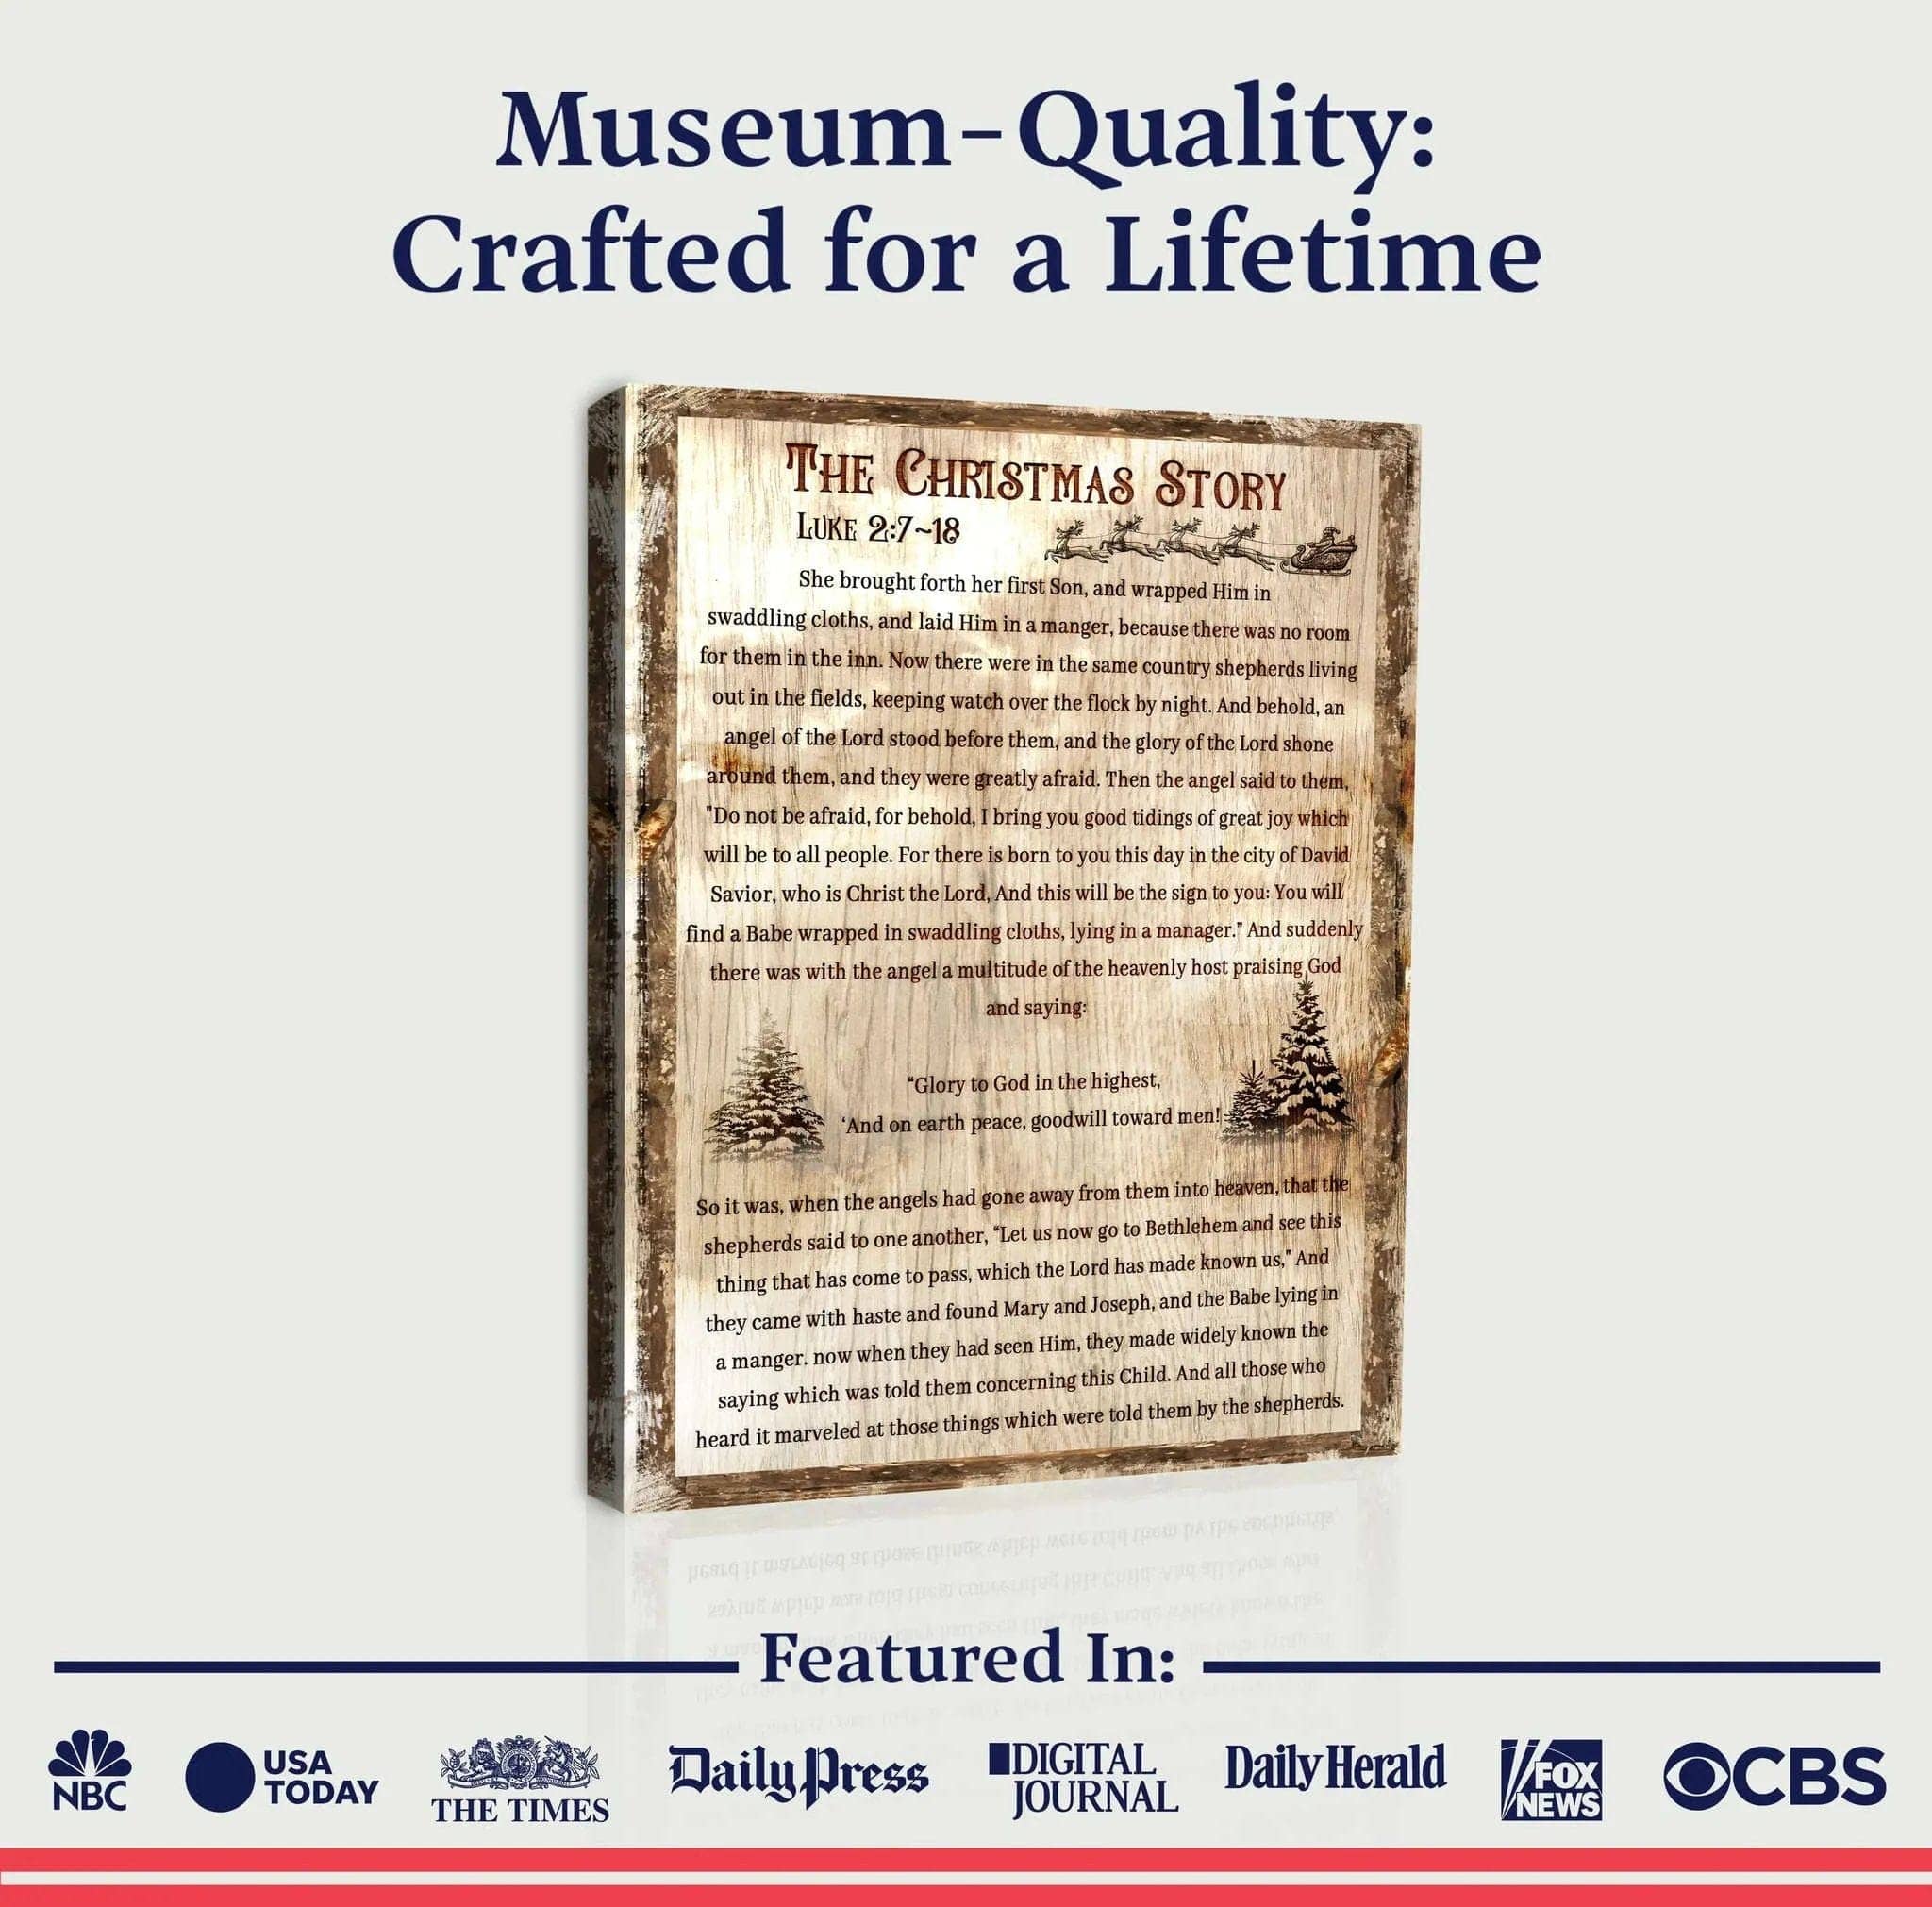 Museum-Quality:
Crafted for a Lifetime
THE CHRISTMAS STORY
LUKE 2:7~18
She brought forth her first Son, and wrapped Him in
swaddling cloths, and laid Him in a manger, because there was no room
for them in the inn. Now there were in the same country shepherds living
out in the fields, keeping watch over the flock by night. And behold, an
angel of the Lord stood before them, and the glory of the Lord shone
around them, and they were greatly afraid. Then the angel said to them,
"Do not be afraid, for behold, I bring you good tidings of great joy which
will be to all people. For there is born to you this day in the city of David
Savior, who is Christ the Lord, And this will be the sign to you: You will
find a Babe wrapped in swaddling cloths, lying in a manager." And suddenly
there was with the angel a multitude of the heavenly host praising God
and saying:
“Glory to God in the highest,
‘And on earth peace, goodwill toward men!
So it was, when the angels had gone away from them into heaven, that the
shepherds said to one another, “Let us now go to Bethlehem and see this
thing that has come to pass, which the Lord has made known us," And
they came with haste and found Mary and Joseph, and the Babe lying in
a manger. now when they had seen Him, they made widely known the
saying which was told them concerning this Child. And all those who
heard it marveled at those things which were told them by the shepherds.
Featured In:
NBC
USA TODAY
THE TIMES
Daily Press
DIGITAL JOURNAL
Daily Herald
FOX NEWS
CBS